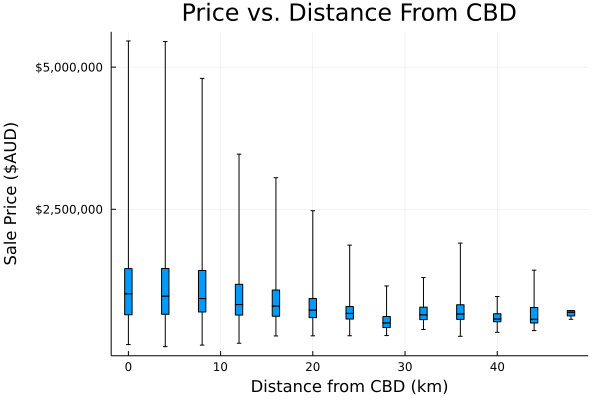 Price vs. Distance From CBD
Sale Price ($AUD)
$5,000,000
$2,500,000
0
10
20
30
40
Distance from CBD (km)